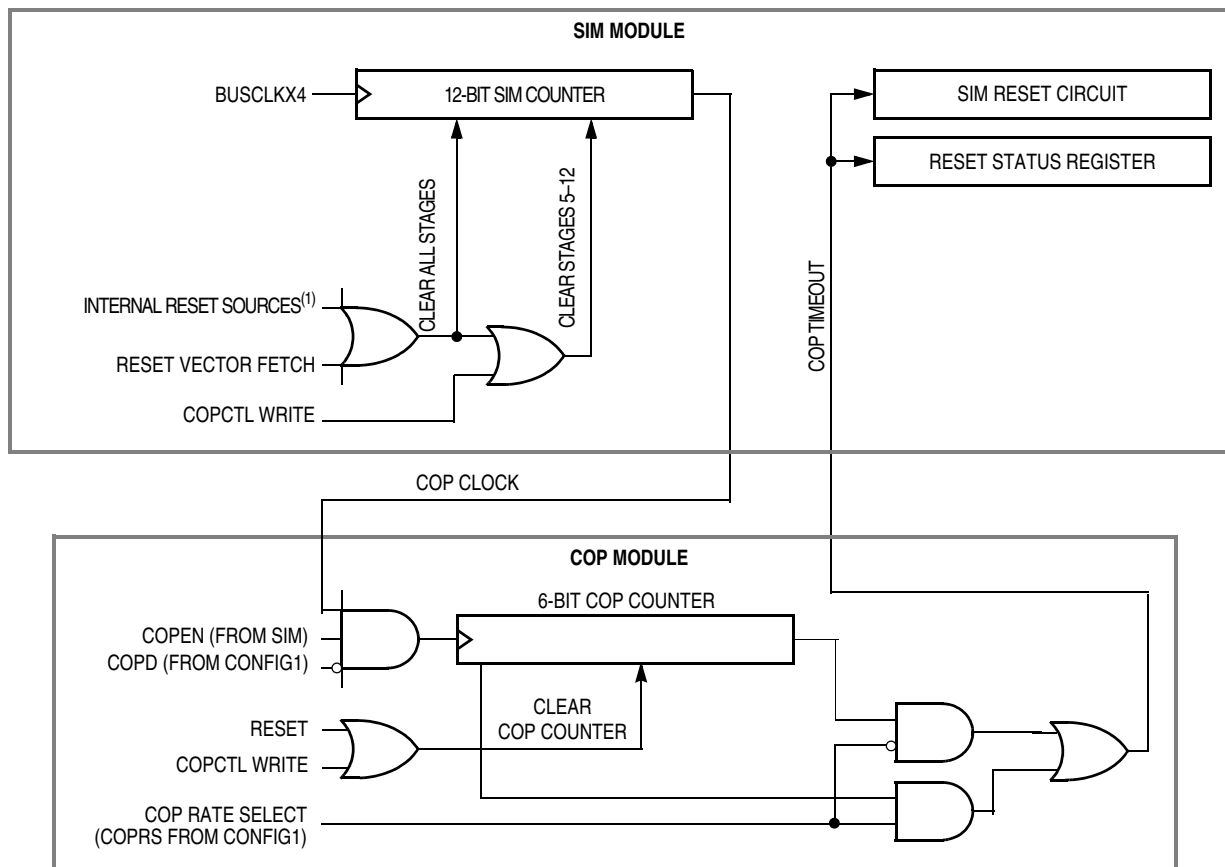 SIM MODULE
BUSCLKX4
12-BIT SIM COUNTER
SIM RESET CIRCUIT
RESET STATUS REGISTER
CLEAR ALL STAGES
CLEAR STAGES 5–12
COP TIMEOUT
INTERNAL RESET SOURCES(1)
RESET VECTOR FETCH
COPCTL WRITE
COP CLOCK
COP MODULE
6-BIT COP COUNTER
COPEN (FROM SIM)
COPD (FROM CONFIG1)
CLEAR
COP COUNTER
RESET
COPCTL WRITE
COP RATE SELECT
(COPRS FROM CONFIG1)